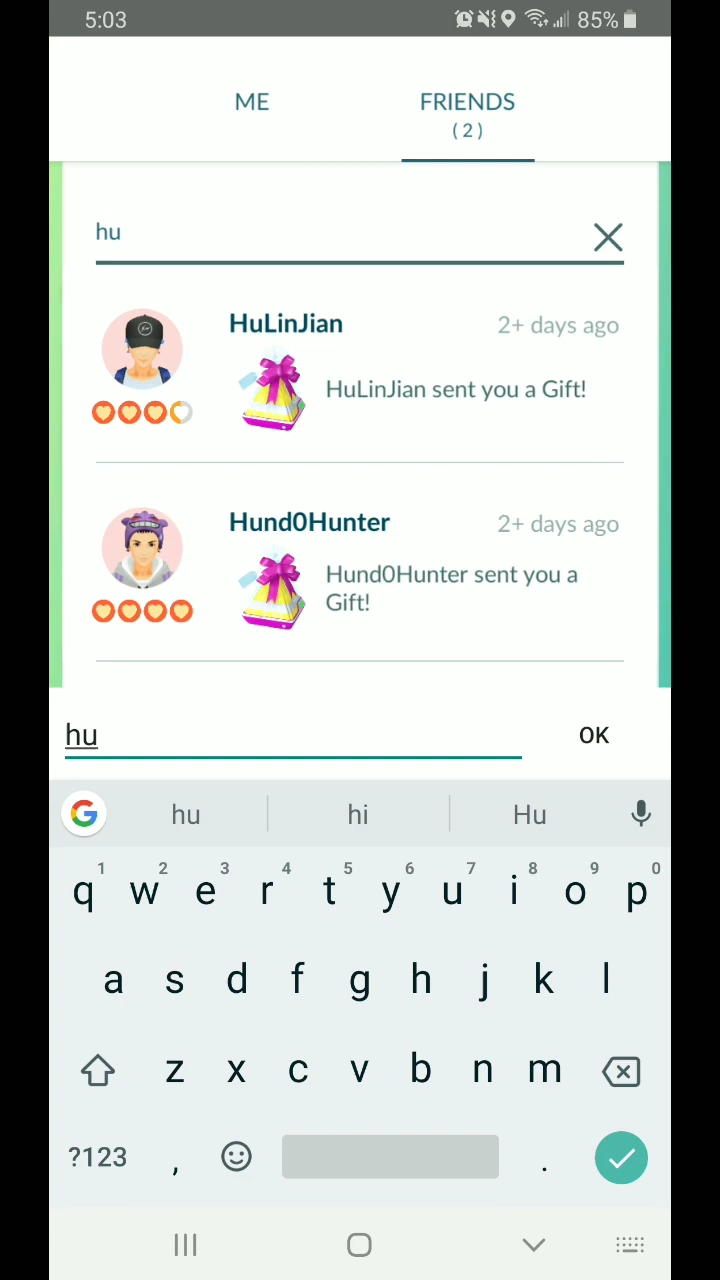 5:03 85%
ME FRIENDS
( 2 )
hu
HuLinJian 2+ days ago
HuLinJian sent you a Gift!
Hund0Hunter 2+ days ago
Hund0Hunter sent you a
Gift!
hu OK
hu hi Hu
1 2 3 4 5 6 7 8 9 0
q w e r t y u i o p
a s d f g h j k l
z x c v b n m
?123 , .